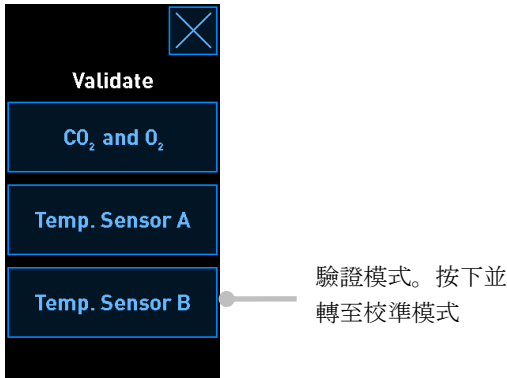 Validate
CO₂ and O₂
Temp. Sensor A
Temp. Sensor B
驗證模式。按下並
轉至校準模式